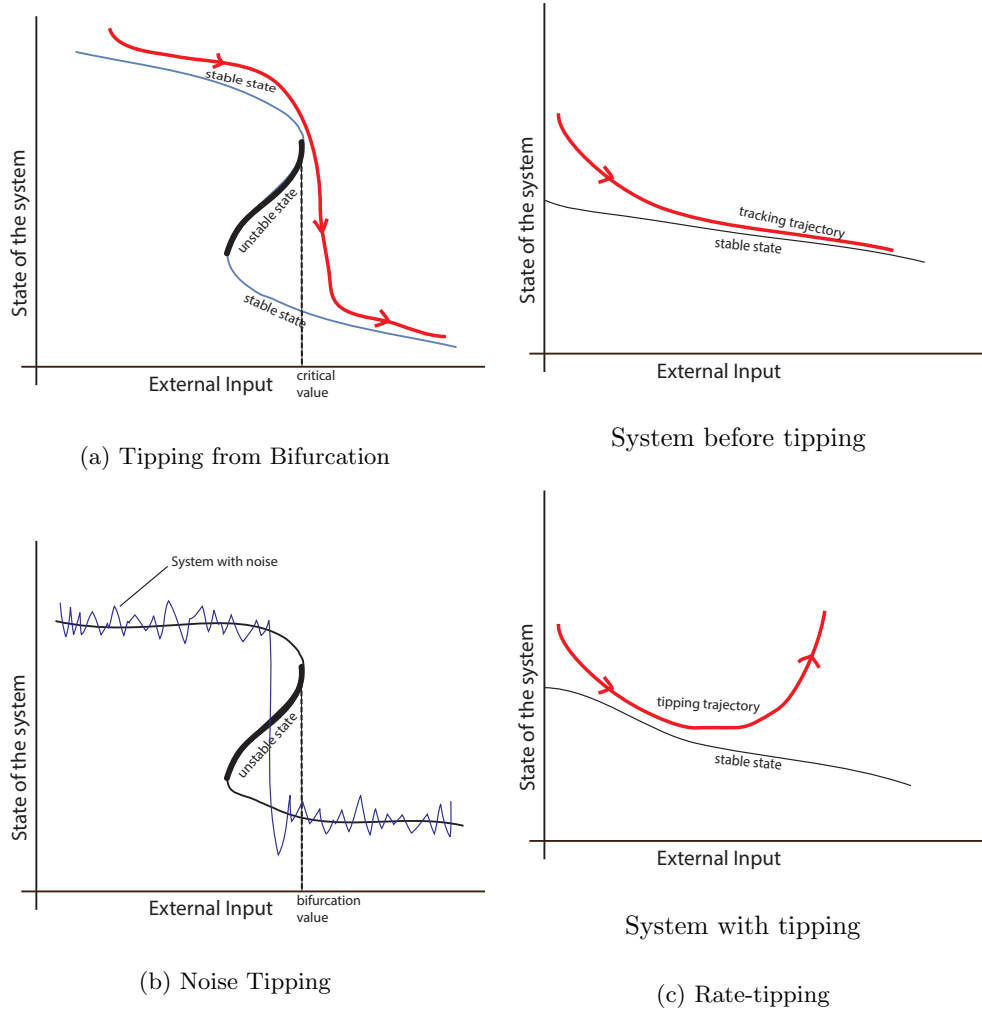 State of the system
stable state
unstable state
stable state
External Input
critical
value
(a) Tipping from Bifurcation
State of the system
tracking trajectory
stable state
External Input
System before tipping
State of the system
System with noise
unstable state
External Input
bifurcation
value
(b) Noise Tipping
State of the system
tipping trajectory
stable state
External Input
System with tipping
(c) Rate-tipping